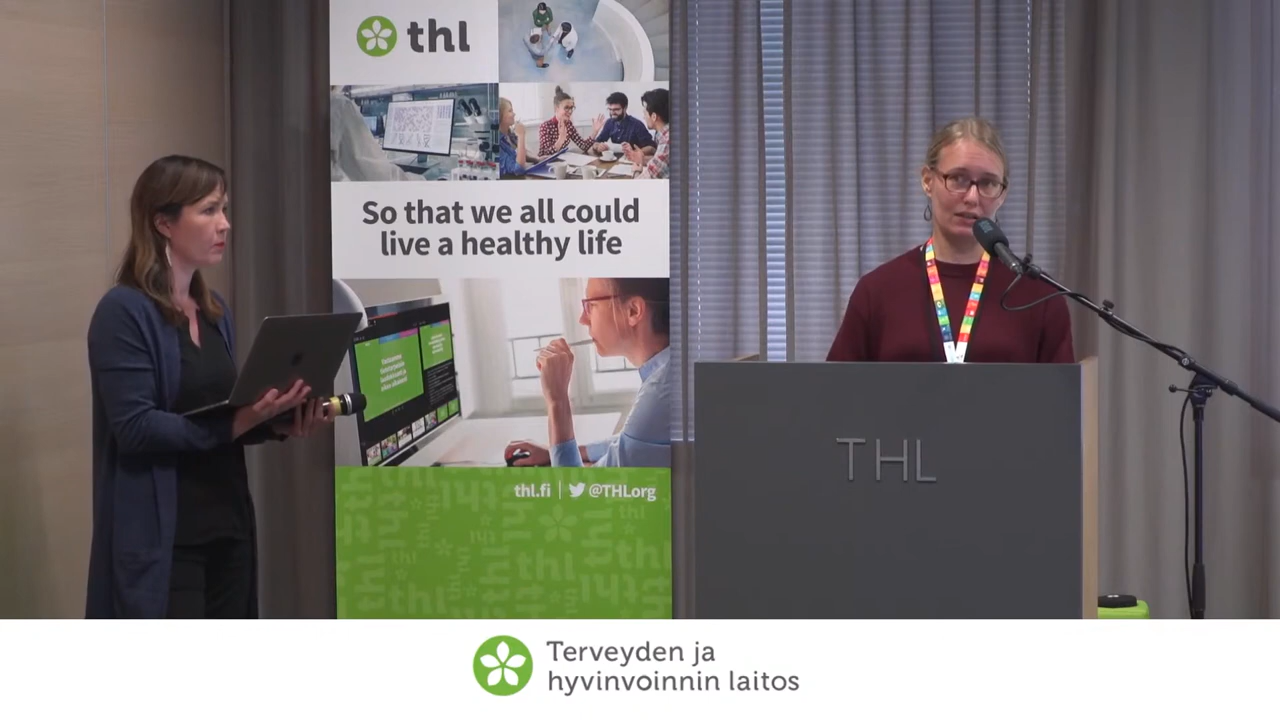 thl
So that we all could
live a healthy life
thl.fi | @THLorg
THL
Terveyden ja
hyvinvoinnin laitos